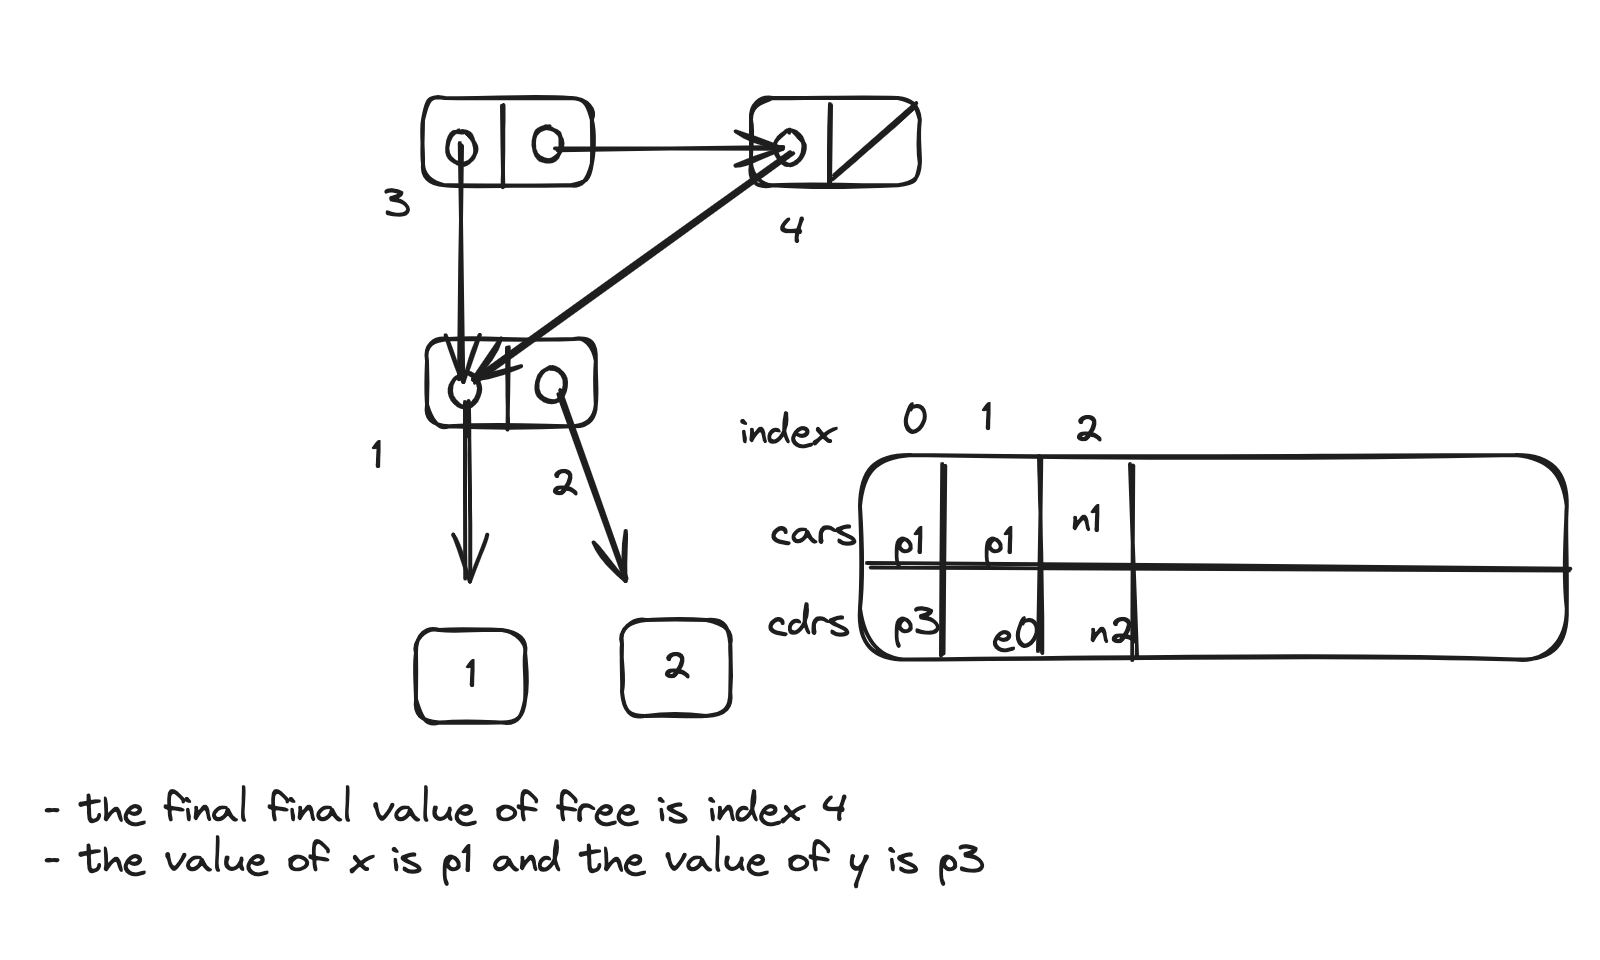 3
4
1
2
index 0 1 2
cars p1 p1 n1
cdrs p3 e0 n2
1 2
- the final final value of free is index 4
- the value of x is p1 and the value of y is p3